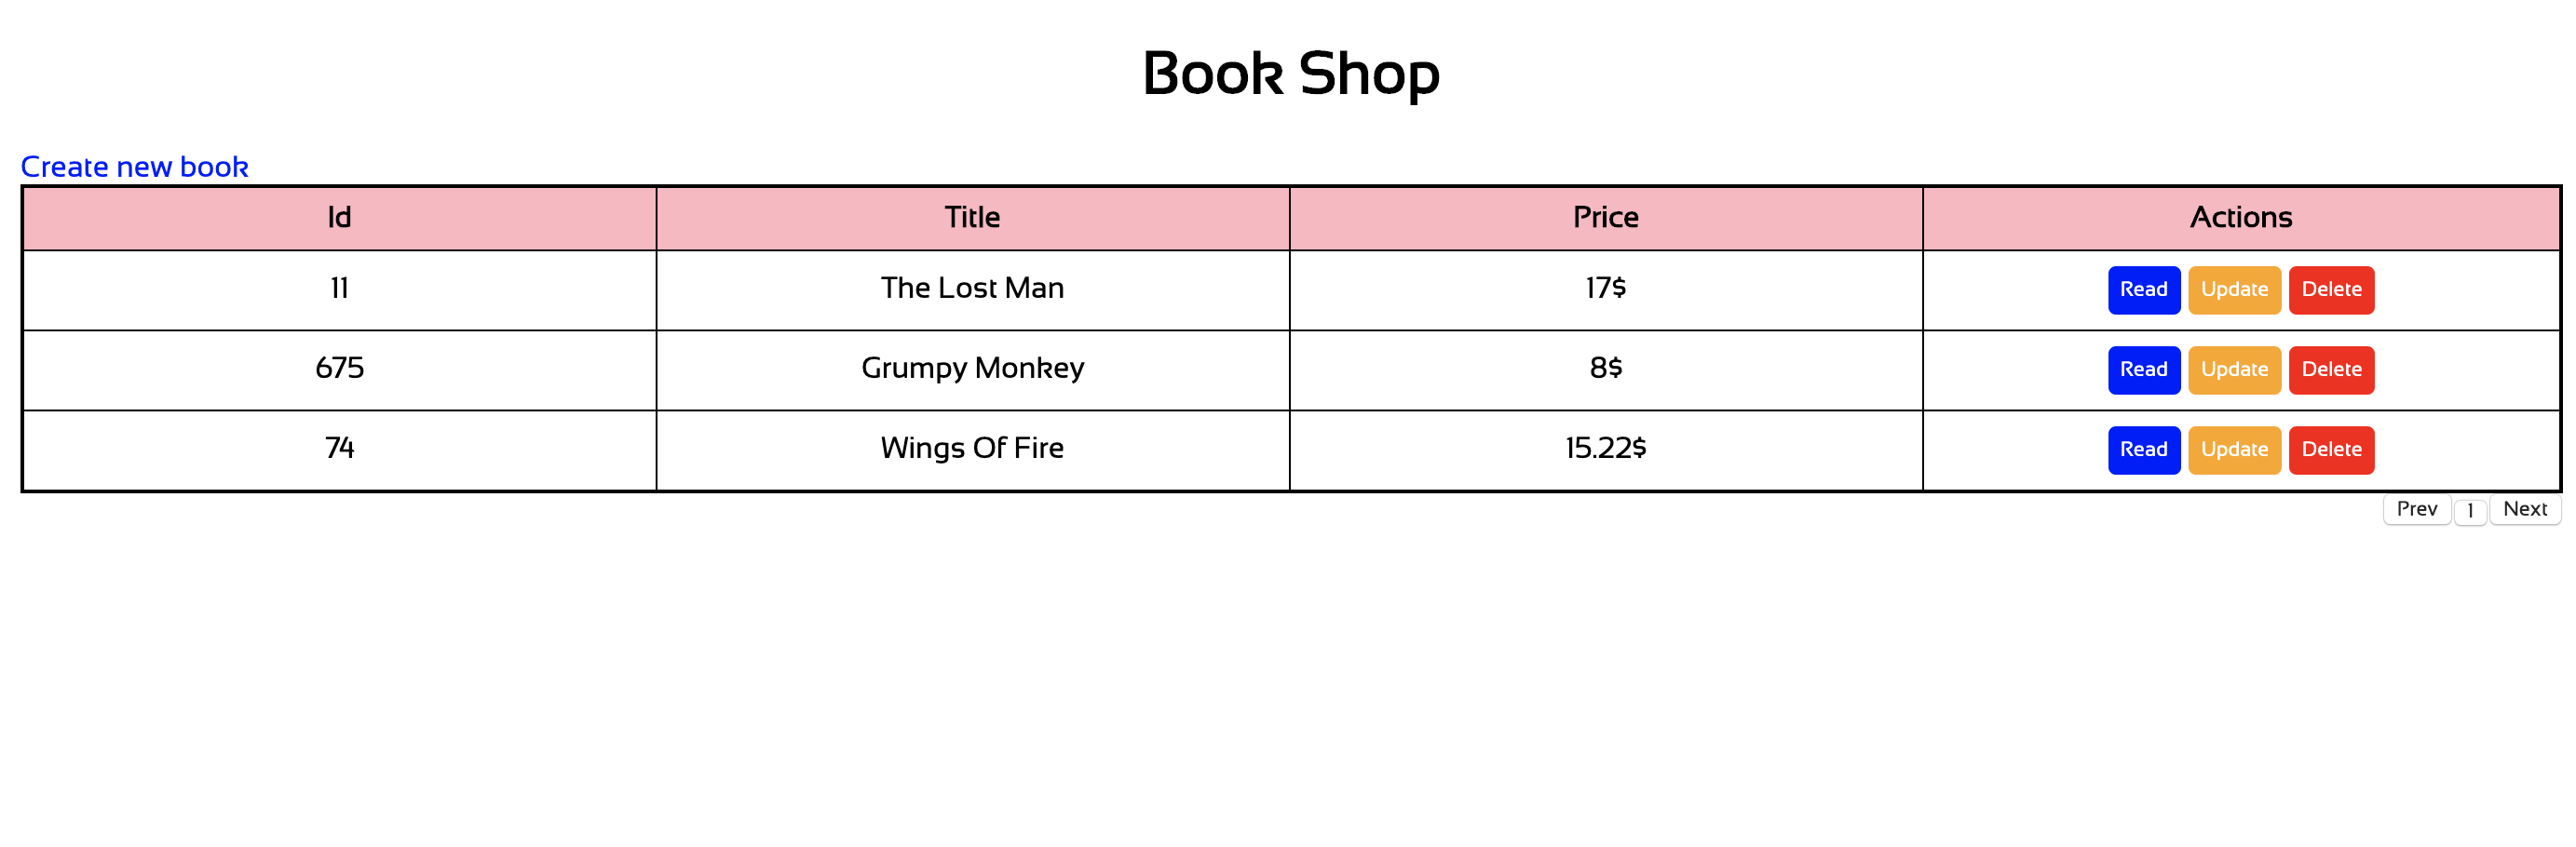 Book Shop
Create new book
Id Title Price Actions
11 The Lost Man 17$ Read Update Delete
675 Grumpy Monkey 8$ Read Update Delete
74 Wings Of Fire 15.22$ Read Update Delete
Prev 1 Next